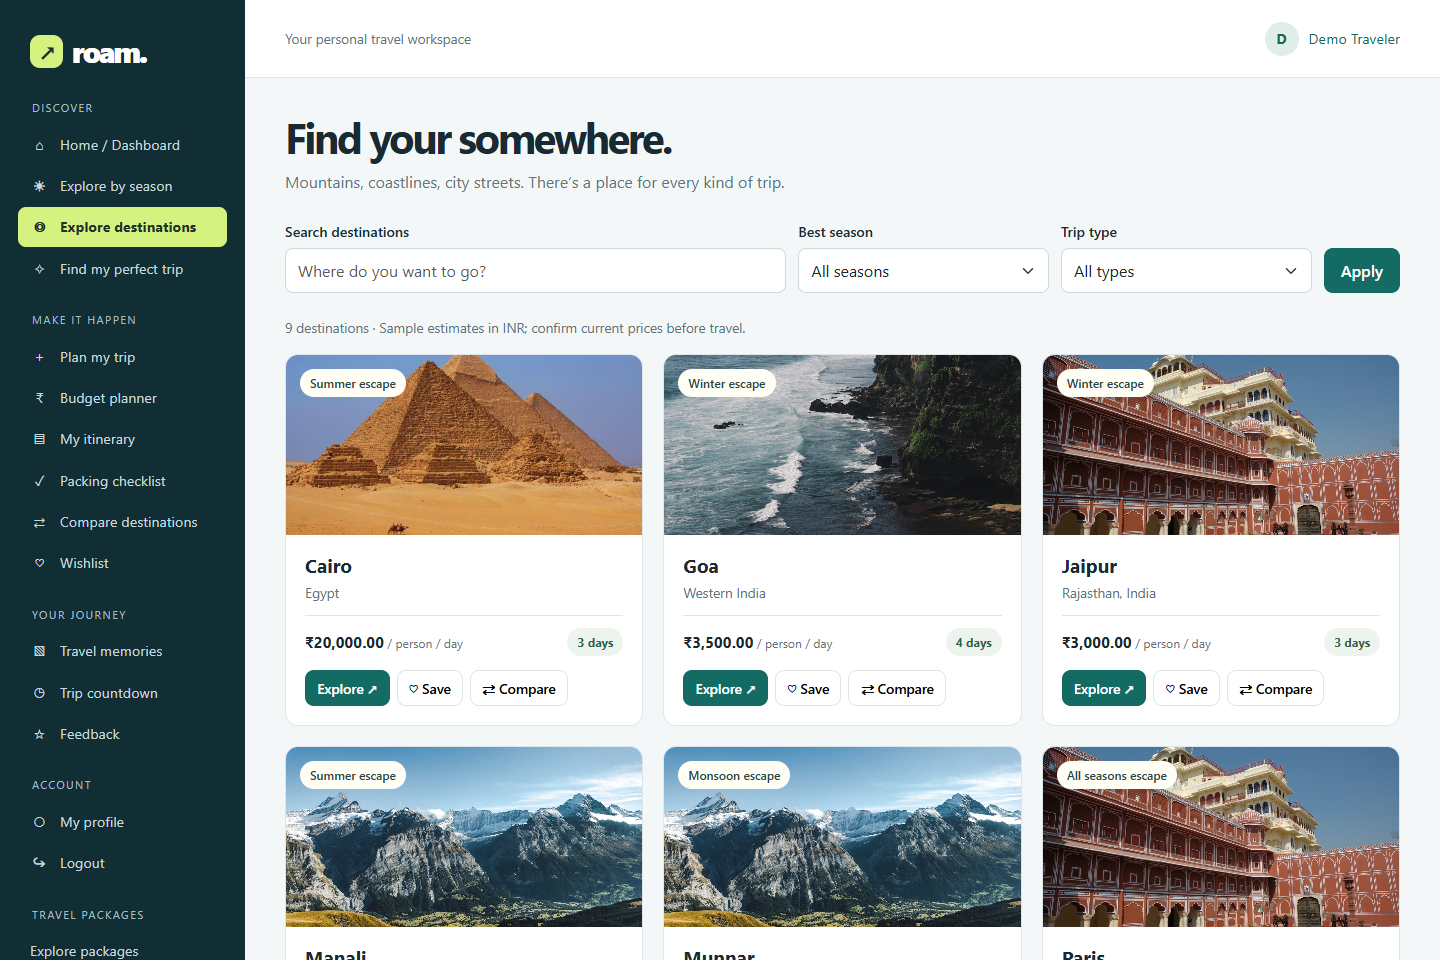 roam.
DISCOVER
Home / Dashboard
Explore by season
Explore destinations
Find my perfect trip
MAKE IT HAPPEN
+ Plan my trip
₹ Budget planner
My itinerary
✓ Packing checklist
⇄ Compare destinations
♡ Wishlist
YOUR JOURNEY
Travel memories
Trip countdown
☆ Feedback
ACCOUNT
My profile
Logout
TRAVEL PACKAGES
Explore packages
Your personal travel workspace
D Demo Traveler
Find your somewhere.
Mountains, coastlines, city streets. There's a place for every kind of trip.
Search destinations
Where do you want to go?
Best season
All seasons
Trip type
All types
Apply
9 destinations · Sample estimates in INR; confirm current prices before travel.
Summer escape
Cairo
Egypt
₹20,000.00 / person / day
3 days
Explore ↗ ♡ Save ⇄ Compare
Winter escape
Goa
Western India
₹3,500.00 / person / day
4 days
Explore ↗ ♡ Save ⇄ Compare
Winter escape
Jaipur
Rajasthan, India
₹3,000.00 / person / day
3 days
Explore ↗ ♡ Save ⇄ Compare
Summer escape
Manali
Monsoon escape
Munnar
All seasons escape
Paris